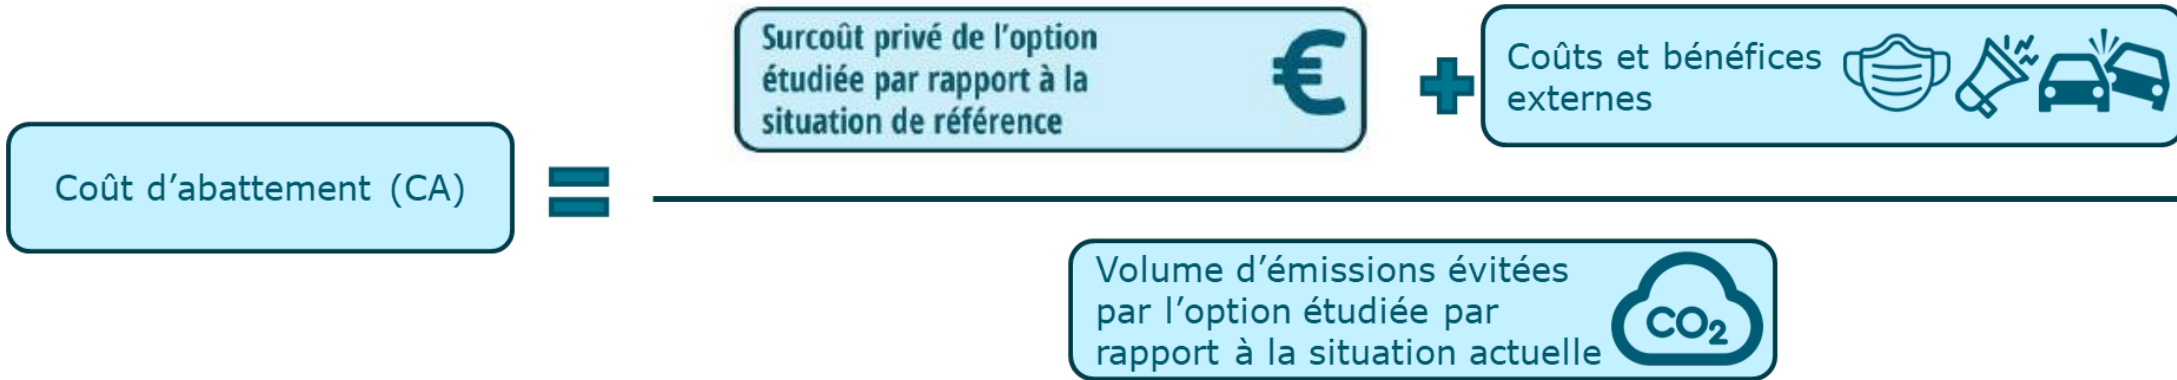 Surcoût privé de l'option
étudiée par rapport à la
situation de référence
€
+
Coûts et bénéfices
externes
Coût d’abattement (CA)
=
Volume d’émissions évitées
par l’option étudiée par
rapport à la situation actuelle
CO₂